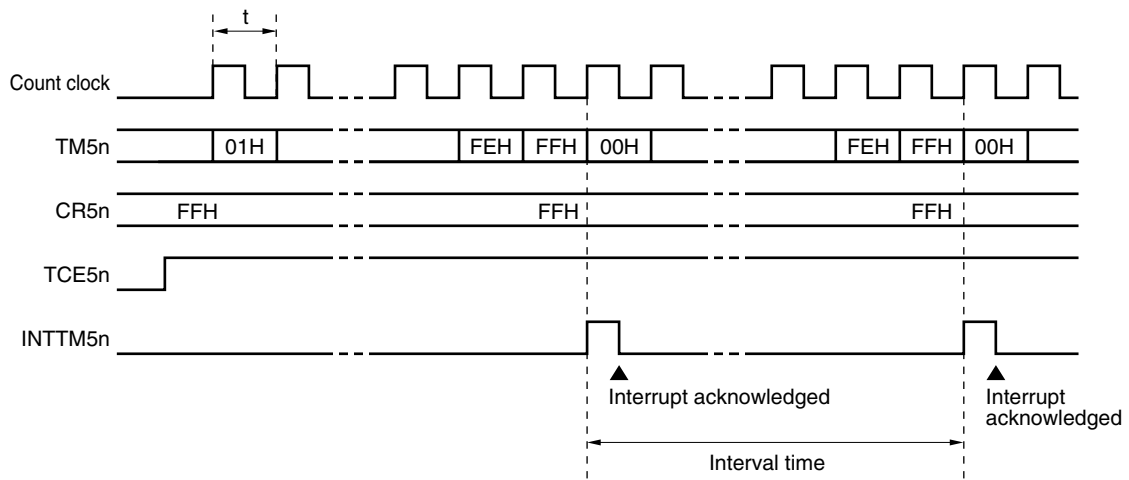 t
Count clock
TM5n 01H FEH FFH 00H FEH FFH 00H
CR5n FFH FFH FFH
TCE5n
INTTM5n
Interrupt acknowledged Interrupt
acknowledged
Interval time